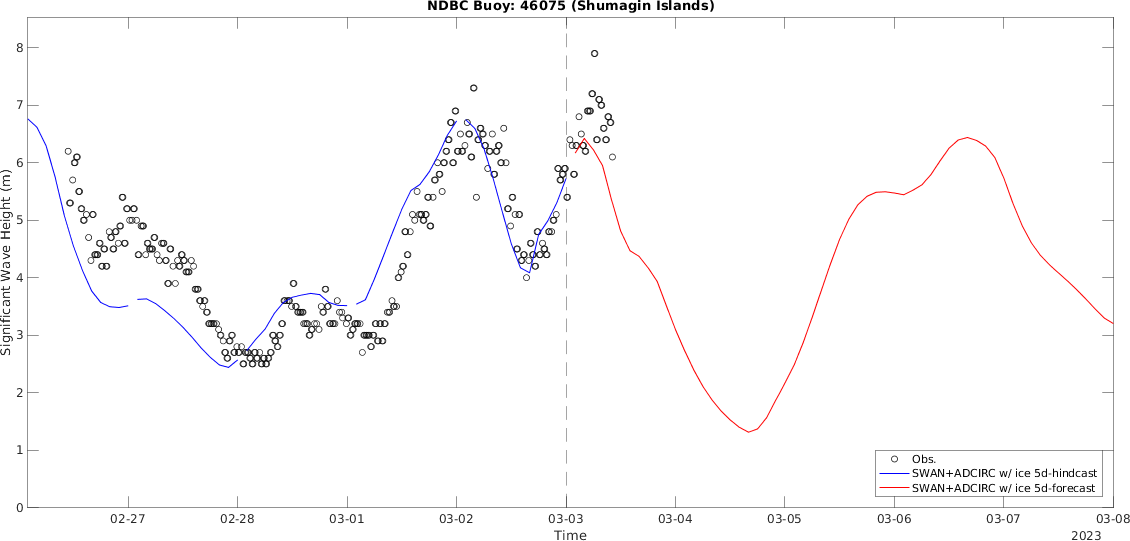 NDBC Buoy: 46075 (Shumagin Islands)
8
7
6
5
4
3
2
1
0
Significant Wave Height (m)
Obs.
SWAN+ADCIRC w/ ice 5d-hindcast
SWAN+ADCIRC w/ ice 5d-forecast
02-27 02-28 03-01 03-02 03-03 03-04 03-05 03-06 03-07 03-08
Time
2023